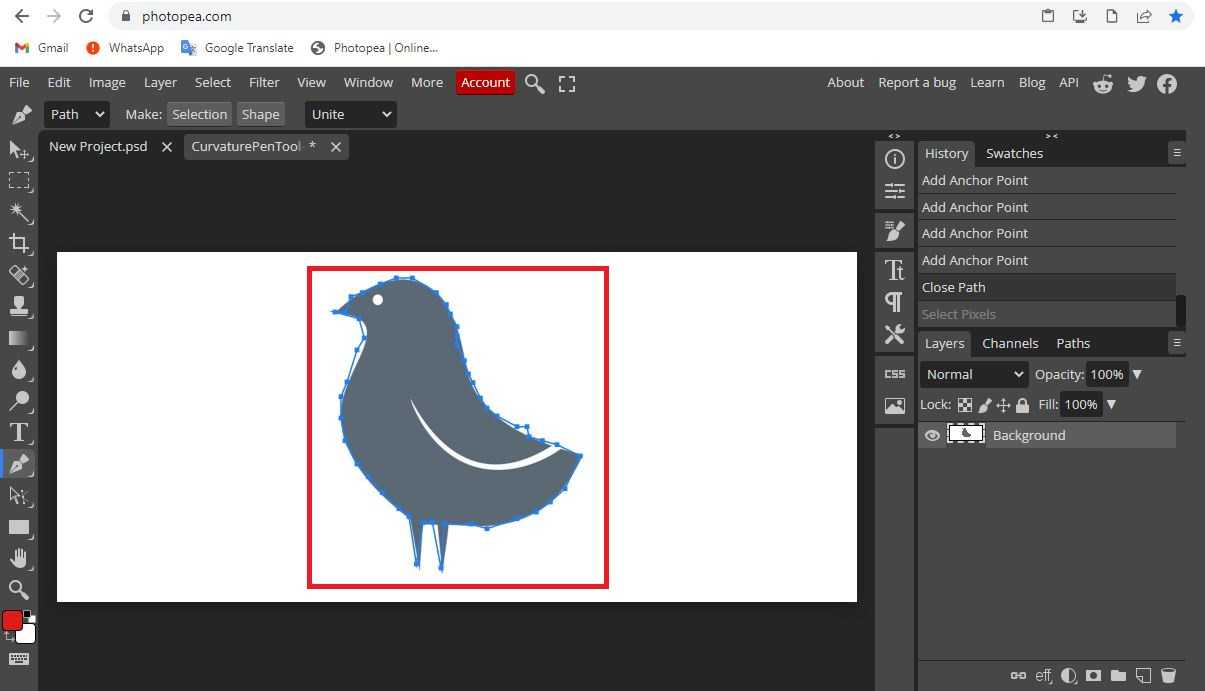 photopea.com
Gmail WhatsApp Google Translate Photopea | Online...
File Edit Image Layer Select Filter View Window More Account About Report a bug Learn Blog API
Path Make: Selection Shape Unite
New Project.psd CurvaturePenTool- *
History Swatches
Add Anchor Point
Add Anchor Point
Add Anchor Point
Add Anchor Point
Close Path
Select Pixels
Layers Channels Paths
Normal Opacity: 100%
Lock: Fill: 100%
Background
CSS
eff